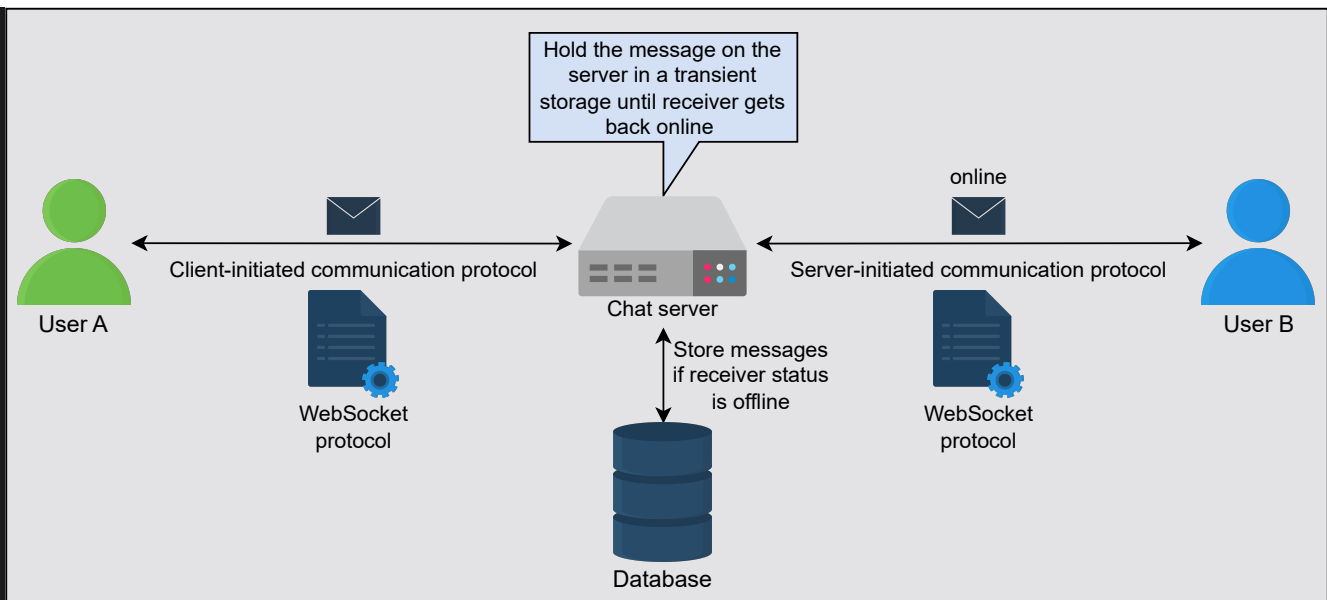 Hold the message on the
server in a transient
storage until receiver gets
back online
online
Client-initiated communication protocol
Server-initiated communication protocol
User A
Chat server
User B
Store messages
if receiver status
is offline
WebSocket
protocol
WebSocket
protocol
Database